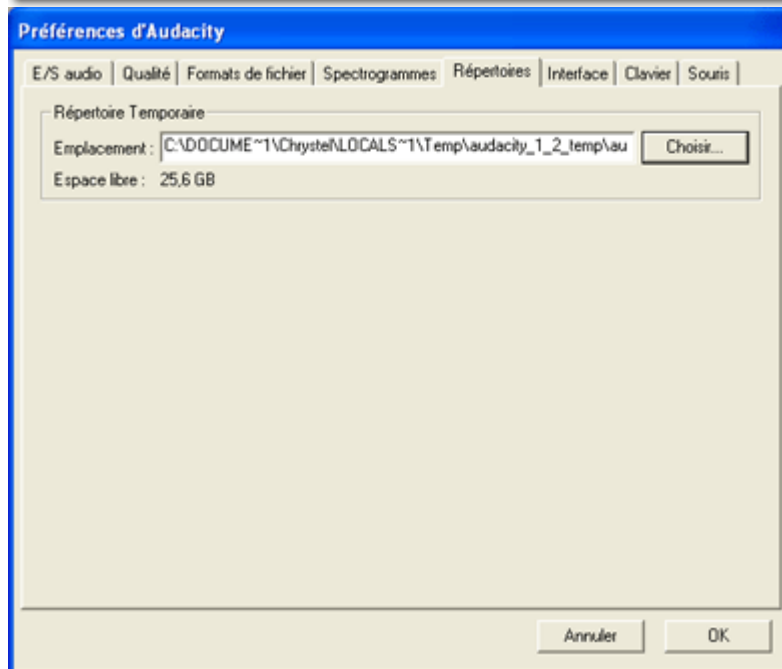 Préférences d'Audacity
E/S audio Qualité Formats de fichier Spectrogrammes Répertoires Interface Clavier Souris
Répertoire Temporaire
Emplacement : C:\DOCUME~1\Chrystel\LOCALS~1\Temp\audacity_1_2_temp\au Choisir...
Espace libre : 25,6 GB
Annuler OK